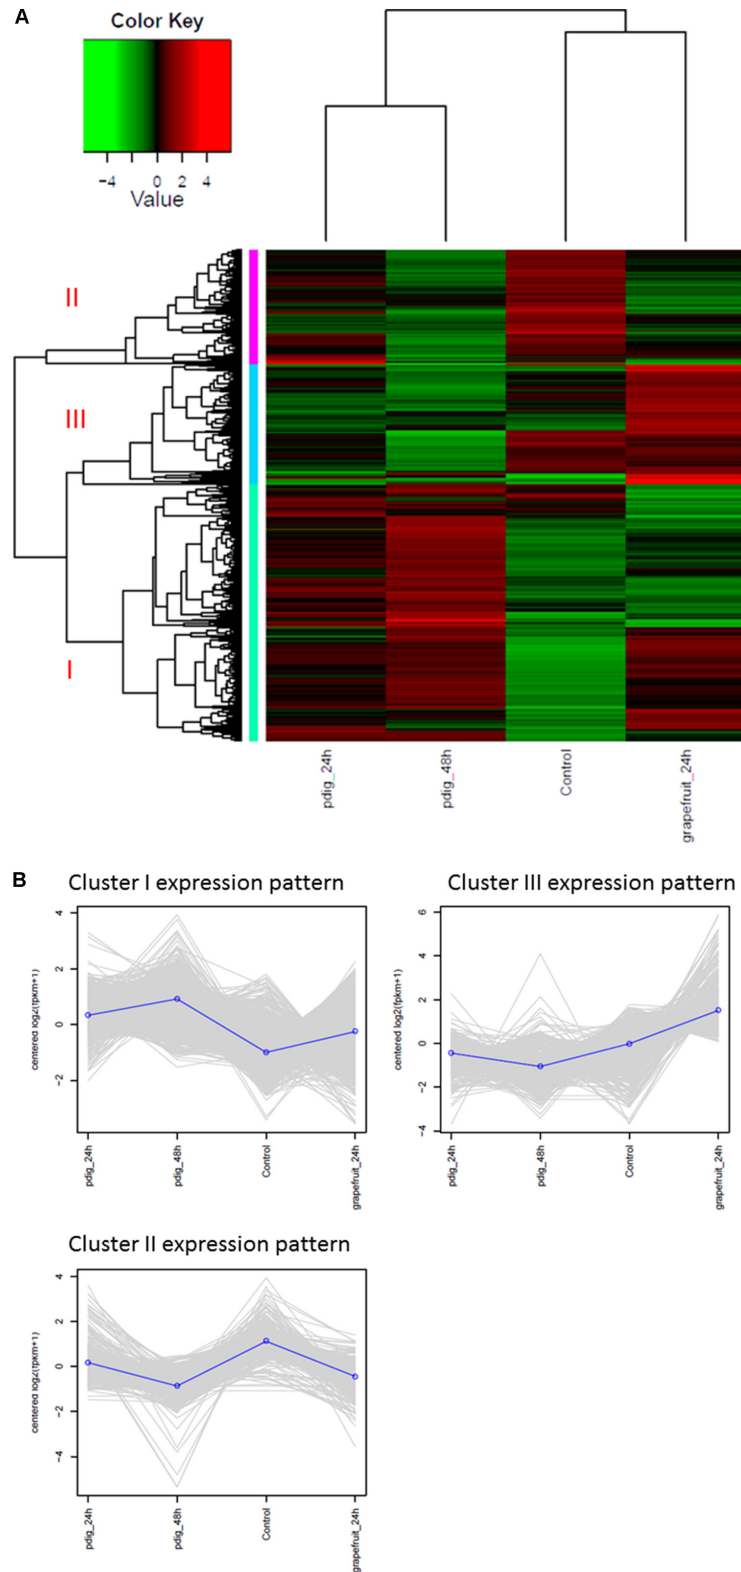 A
Color Key
−4 0 2 4
Value
II
III
I
pdig_24h
pdig_48h
Control
grapefruit_24h
B
Cluster I expression pattern
4
2
0
−2
centered log2(fpkm+1)
pdig_24h
pdig_48h
Control
grapefruit_24h
Cluster III expression pattern
6
4
2
0
−2
−4
centered log2(fpkm+1)
pdig_24h
pdig_48h
Control
grapefruit_24h
Cluster II expression pattern
4
2
0
−2
−4
centered log2(fpkm+1)
pdig_24h
pdig_48h
Control
grapefruit_24h